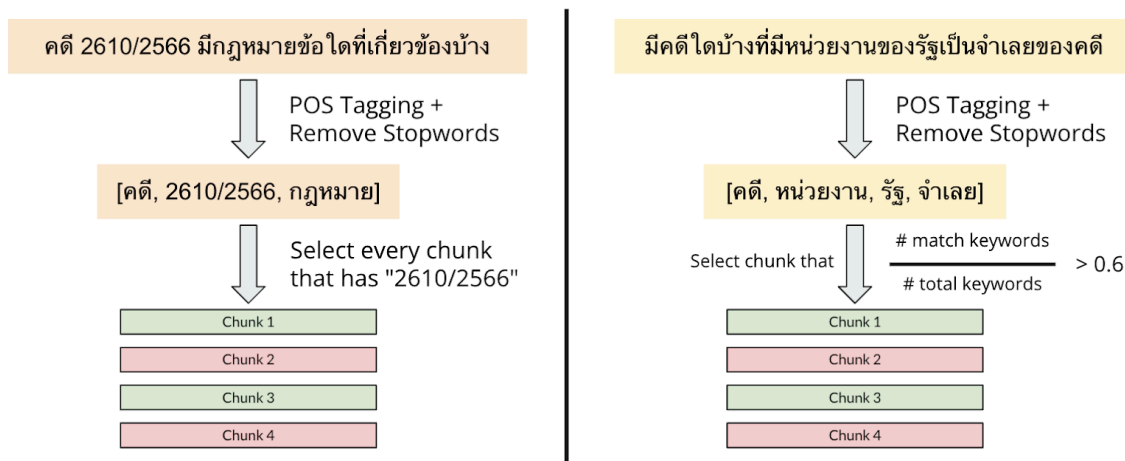 คดี 2610/2566 มีกฎหมายข้อใดที่เกี่ยวข้องบ้าง
POS Tagging +
Remove Stopwords
[คดี, 2610/2566, กฎหมาย]
Select every chunk
that has "2610/2566"
Chunk 1
Chunk 2
Chunk 3
Chunk 4
มีคดีใดบ้างที่มีหน่วยงานของรัฐเป็นจำเลยของคดี
POS Tagging +
Remove Stopwords
[คดี, หน่วยงาน, รัฐ, จำเลย]
Select chunk that
# match keywords
# total keywords
> 0.6
Chunk 1
Chunk 2
Chunk 3
Chunk 4